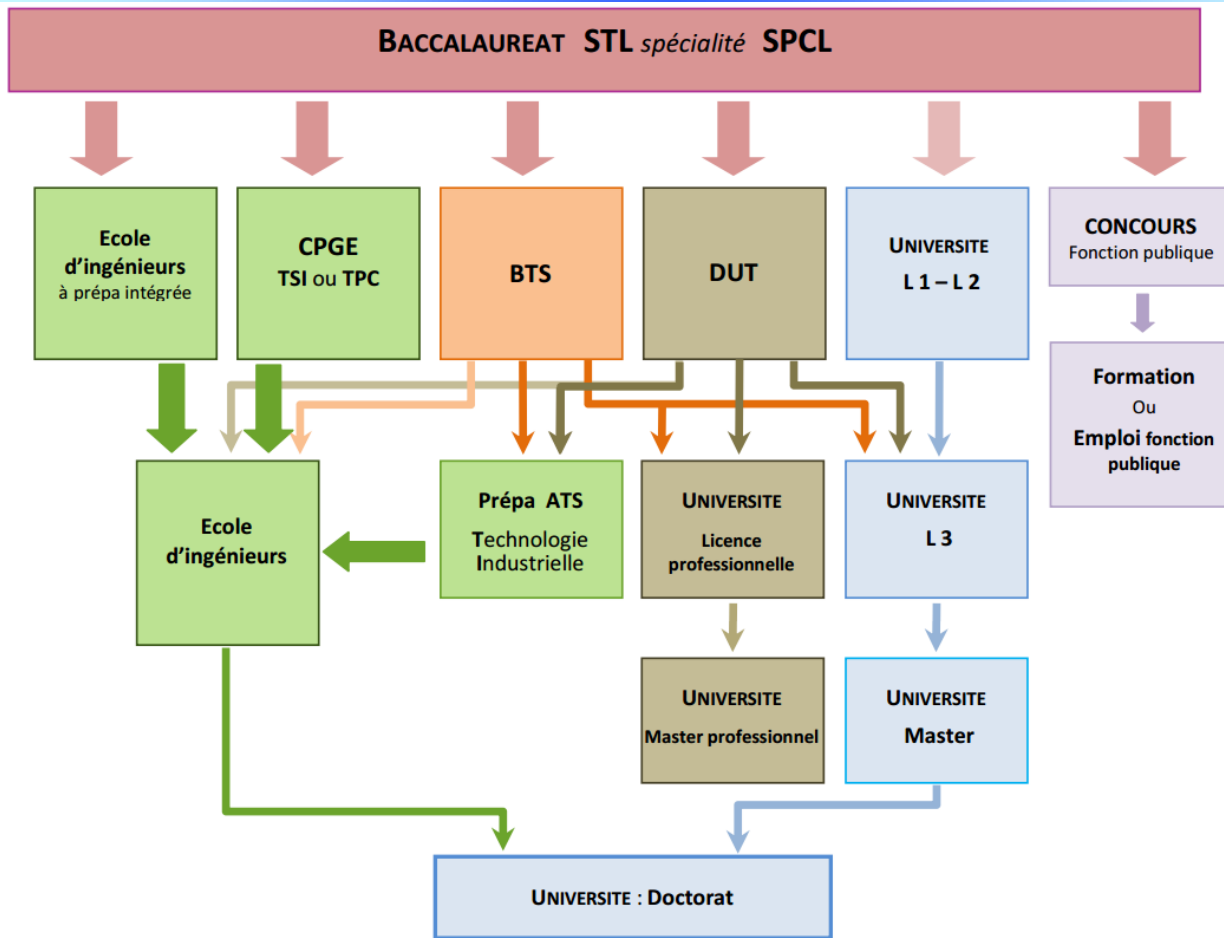 BACCALAUREAT STL spécialité SPCL
Ecole
d'ingénieurs
à prépa intégrée
CPGE
TSI ou TPC
BTS
DUT
UNIVERSITE
L 1 – L 2
CONCOURS
Fonction publique
Formation
Ou
Emploi fonction
publique
Ecole
d'ingénieurs
Prépa ATS
Technologie
Industrielle
UNIVERSITE
Licence
professionnelle
UNIVERSITE
L 3
UNIVERSITE
Master professionnel
UNIVERSITE
Master
UNIVERSITE : Doctorat